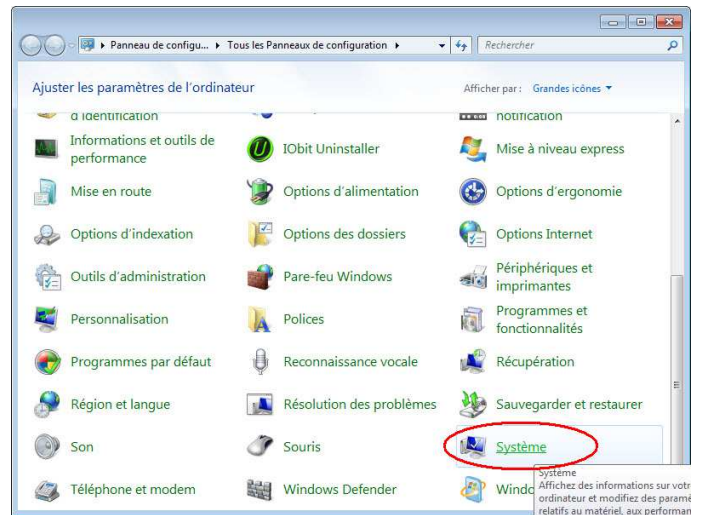 Panneau de configu... Tous les Panneaux de configuration Rechercher
Ajuster les paramètres de l'ordinateur Afficher par : Grandes icônes
d'identification notification
Informations et outils de performance
IObit Uninstaller
Mise à niveau express
Mise en route
Options d'alimentation
Options d'ergonomie
Options d'indexation
Options des dossiers
Options Internet
Outils d'administration
Pare-feu Windows
Périphériques et imprimantes
Personnalisation
Polices
Programmes et fonctionnalités
Programmes par défaut
Reconnaissance vocale
Récupération
Région et langue
Résolution des problèmes
Sauvegarder et restaurer
Son
Souris
Système
Téléphone et modem
Windows Defender
Windo
Système
Affichez des informations sur votr
ordinateur et modifiez des paramé
relatifs au matériel, aux performan